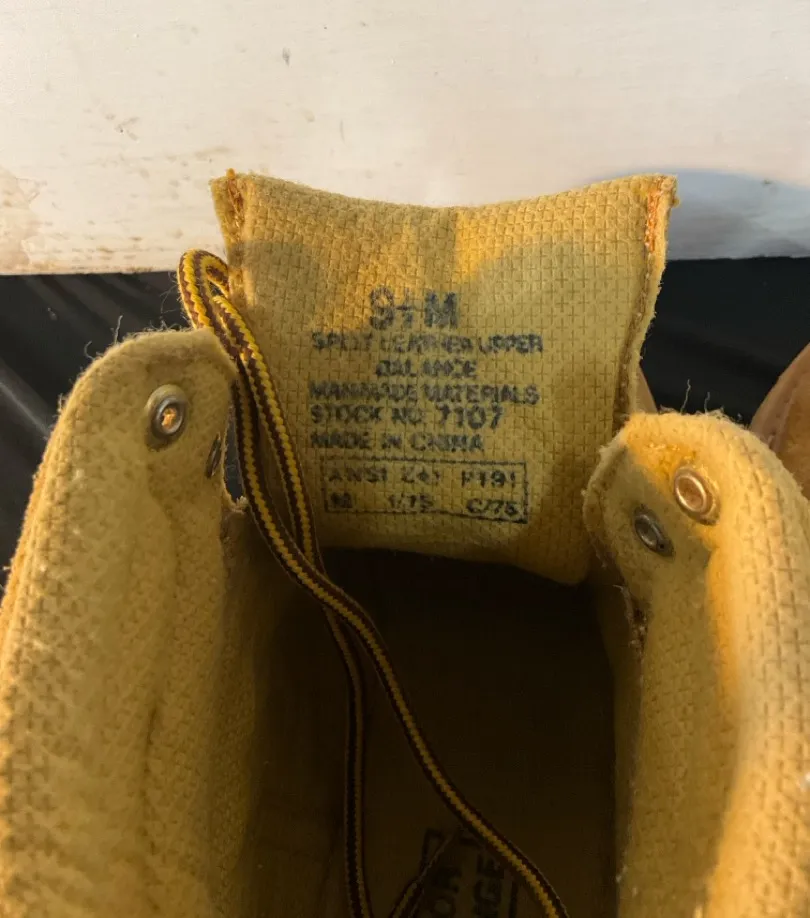 9½M
SPLIT LEATHER UPPER
BALANCE
MANMADE MATERIALS
STOCK NO. 7107
MADE IN CHINA
ANSI Z41 PT91
M I/75 C/75